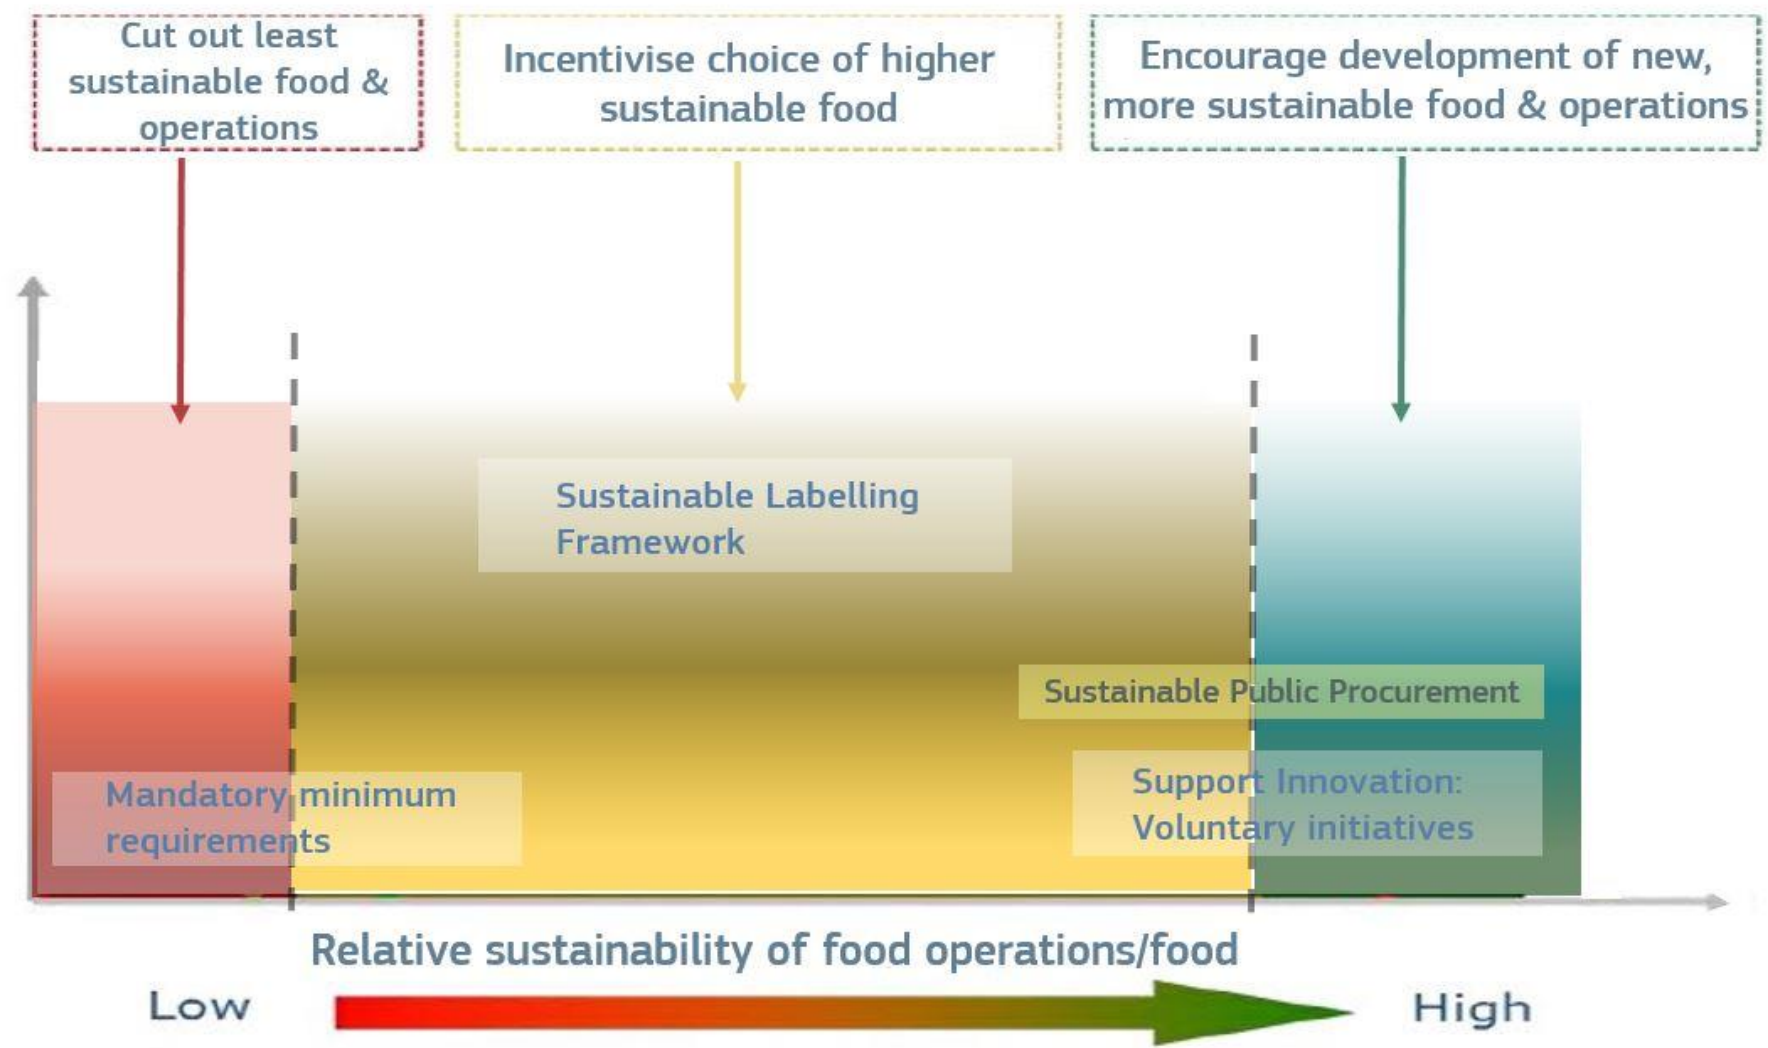 Cut out least
sustainable food &
operations
Incentivise choice of higher
sustainable food
Encourage development of new,
more sustainable food & operations
Sustainable Labelling
Framework
Sustainable Public Procurement
Mandatory minimum
requirements
Support Innovation:
Voluntary initiatives
Relative sustainability of food operations/food
Low
High